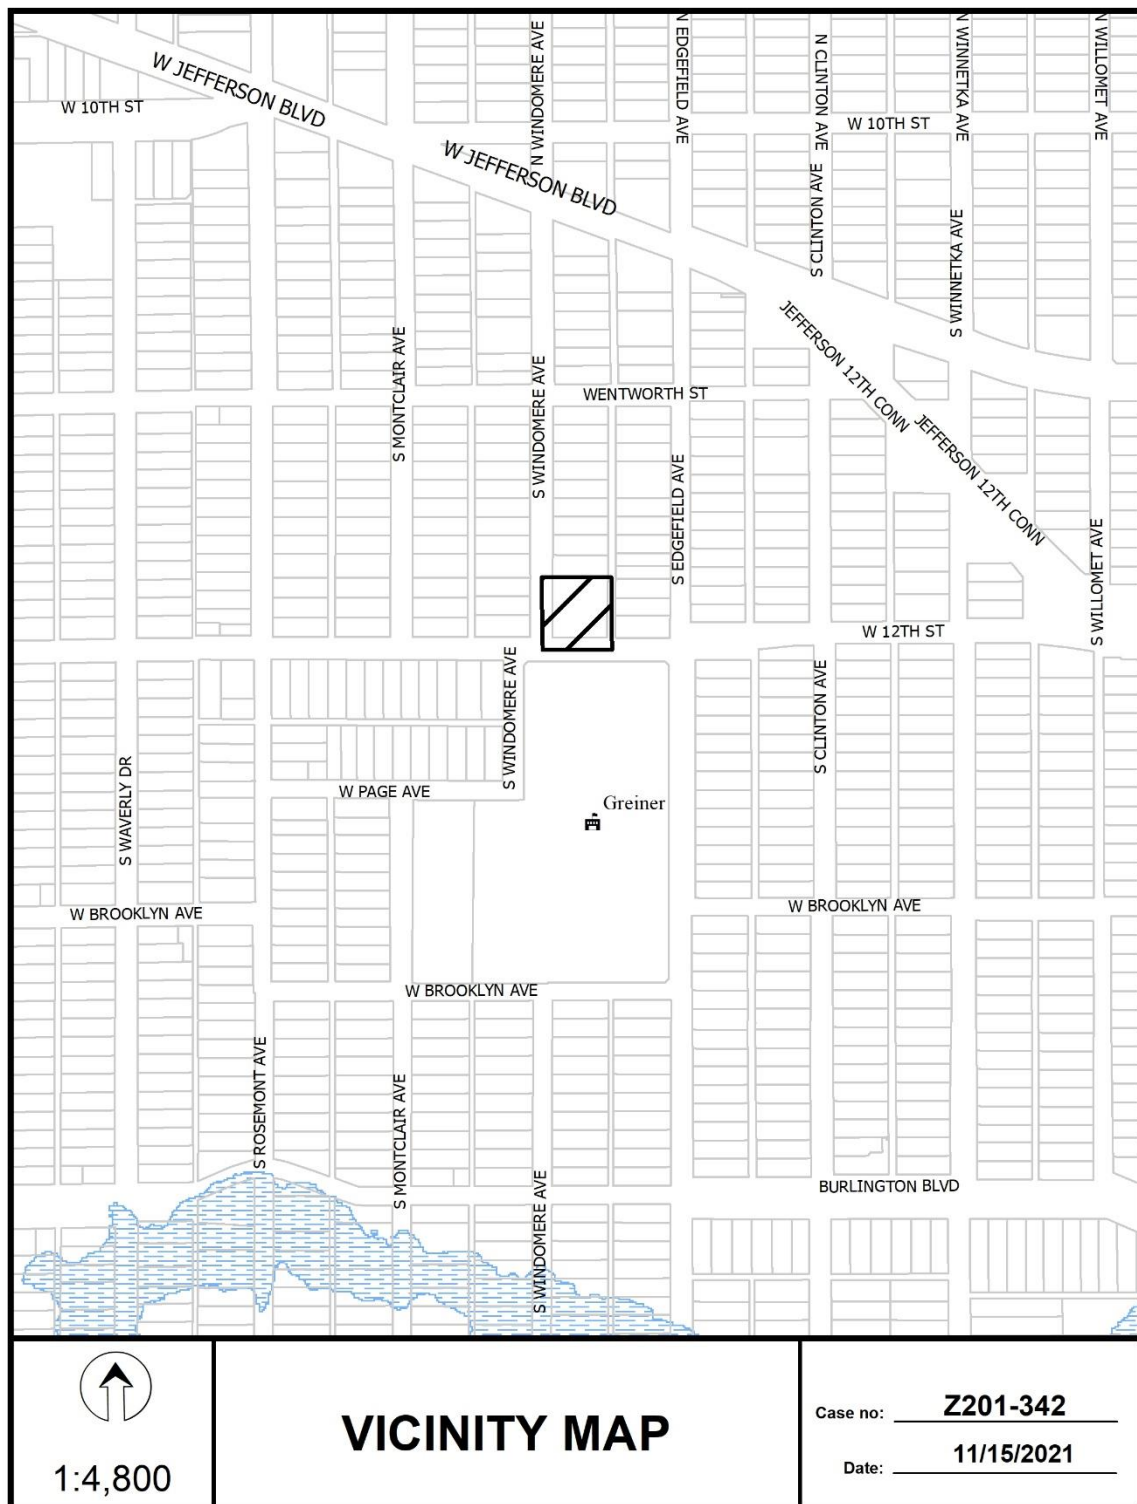 W JEFFERSON BLVD
W 10TH ST
N WINDOMERE AVE
N EDGEFIELD AVE
N CLINTON AVE
N WINNETKA AVE
N WILLOMET AVE
W 10TH ST
W JEFFERSON BLVD
S CLINTON AVE
S WINNETKA AVE
S MONTCLAIR AVE
S WINDOMERE AVE
WENTWORTH ST
JEFFERSON 12TH CONN
JEFFERSON 12TH CONN
S EDGEFIELD AVE
S WILLOMET AVE
W 12TH ST
S WINDOMERE AVE
S CLINTON AVE
S WAVERLY DR
W PAGE AVE
Greiner
W BROOKLYN AVE
W BROOKLYN AVE
W BROOKLYN AVE
S ROSEMONT AVE
S MONTCLAIR AVE
S WINDOMERE AVE
BURLINGTON BLVD
1:4,800
VICINITY MAP
Case no: Z201-342
Date: 11/15/2021